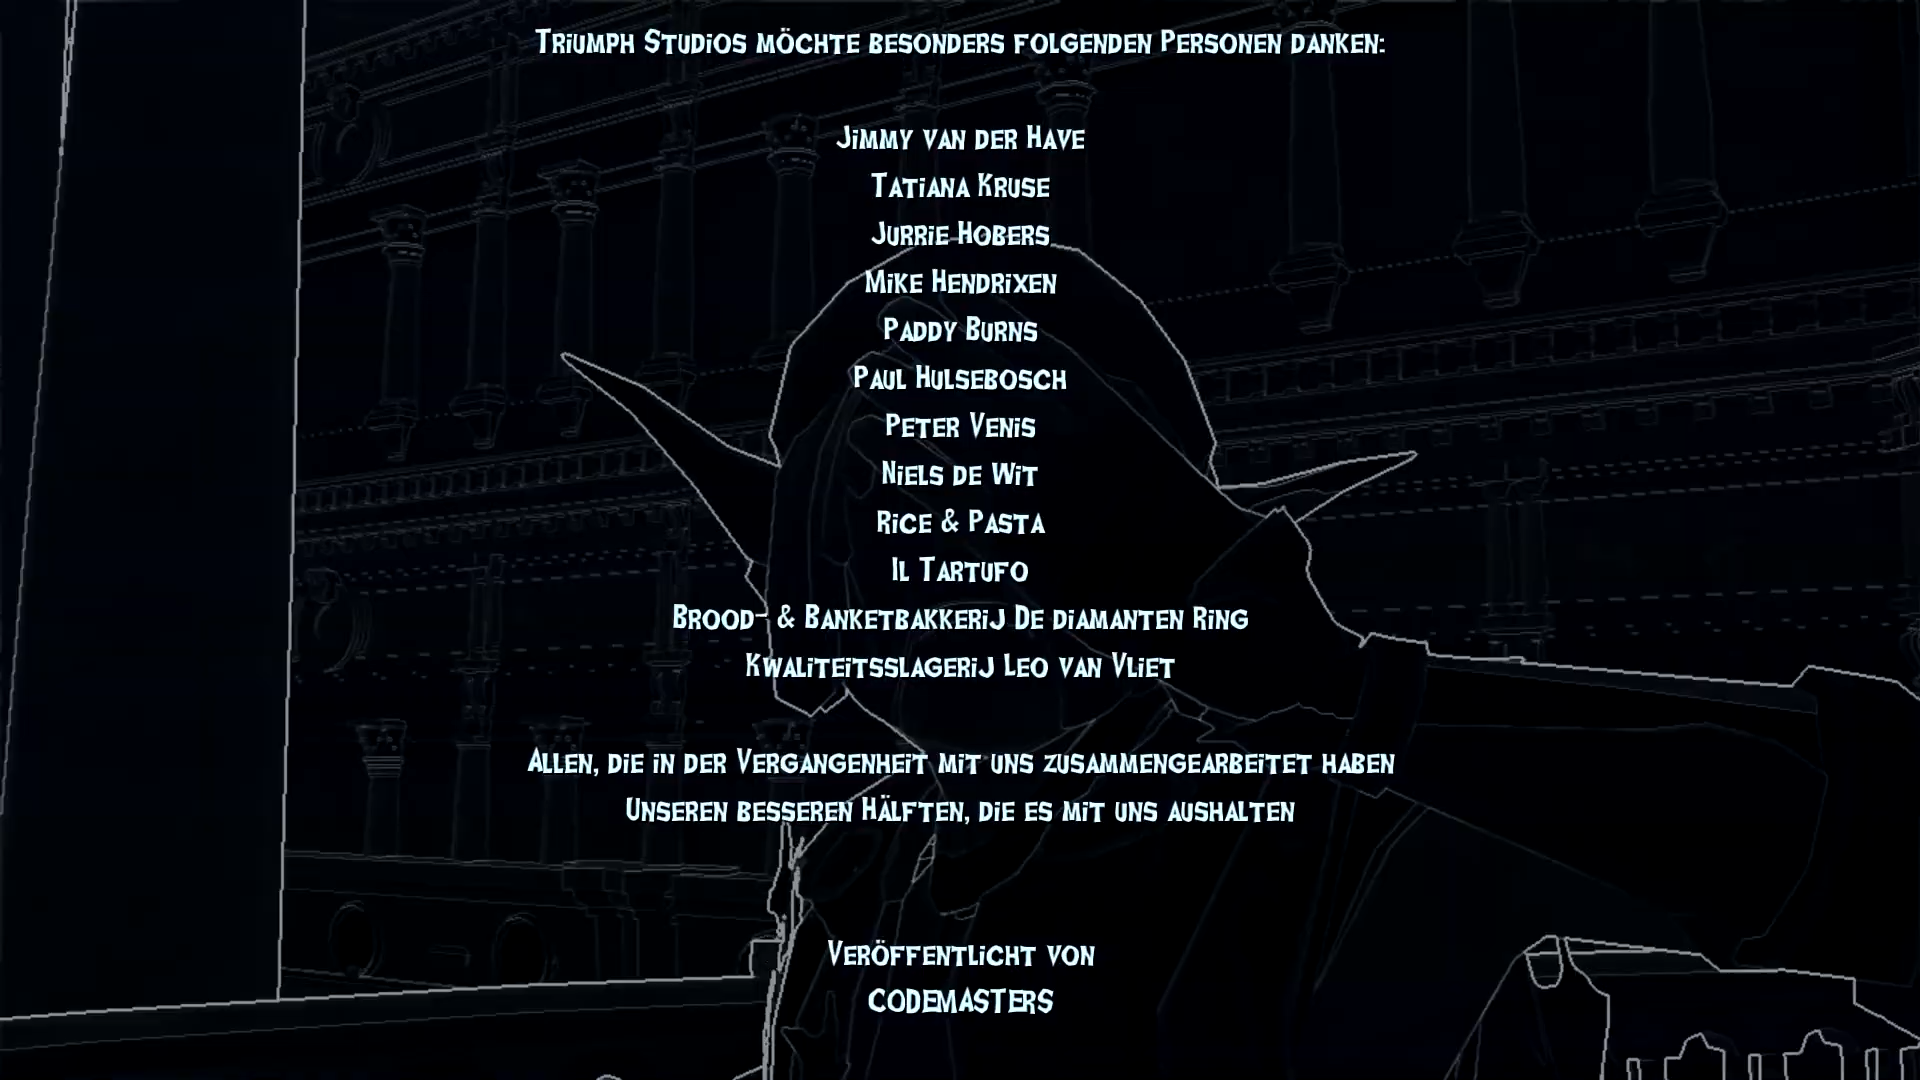 Triumph Studios möchte besonders folgenden Personen danken:
Jimmy van der Have
Tatiana Kruse
Jurrie Hobers
Mike Hendrixen
Paddy Burns
Paul Hulsebosch
Peter Venis
Niels de Wit
Rice & Pasta
Il Tartufo
Brood- & Banketbakkerij De diamanten Ring
Kwaliteitsslagerij Leo van Vliet
Allen, die in der Vergangenheit mit uns zusammengearbeitet haben
Unseren besseren Hälften, die es mit uns aushalten
Veröffentlicht von
CODEMASTERS